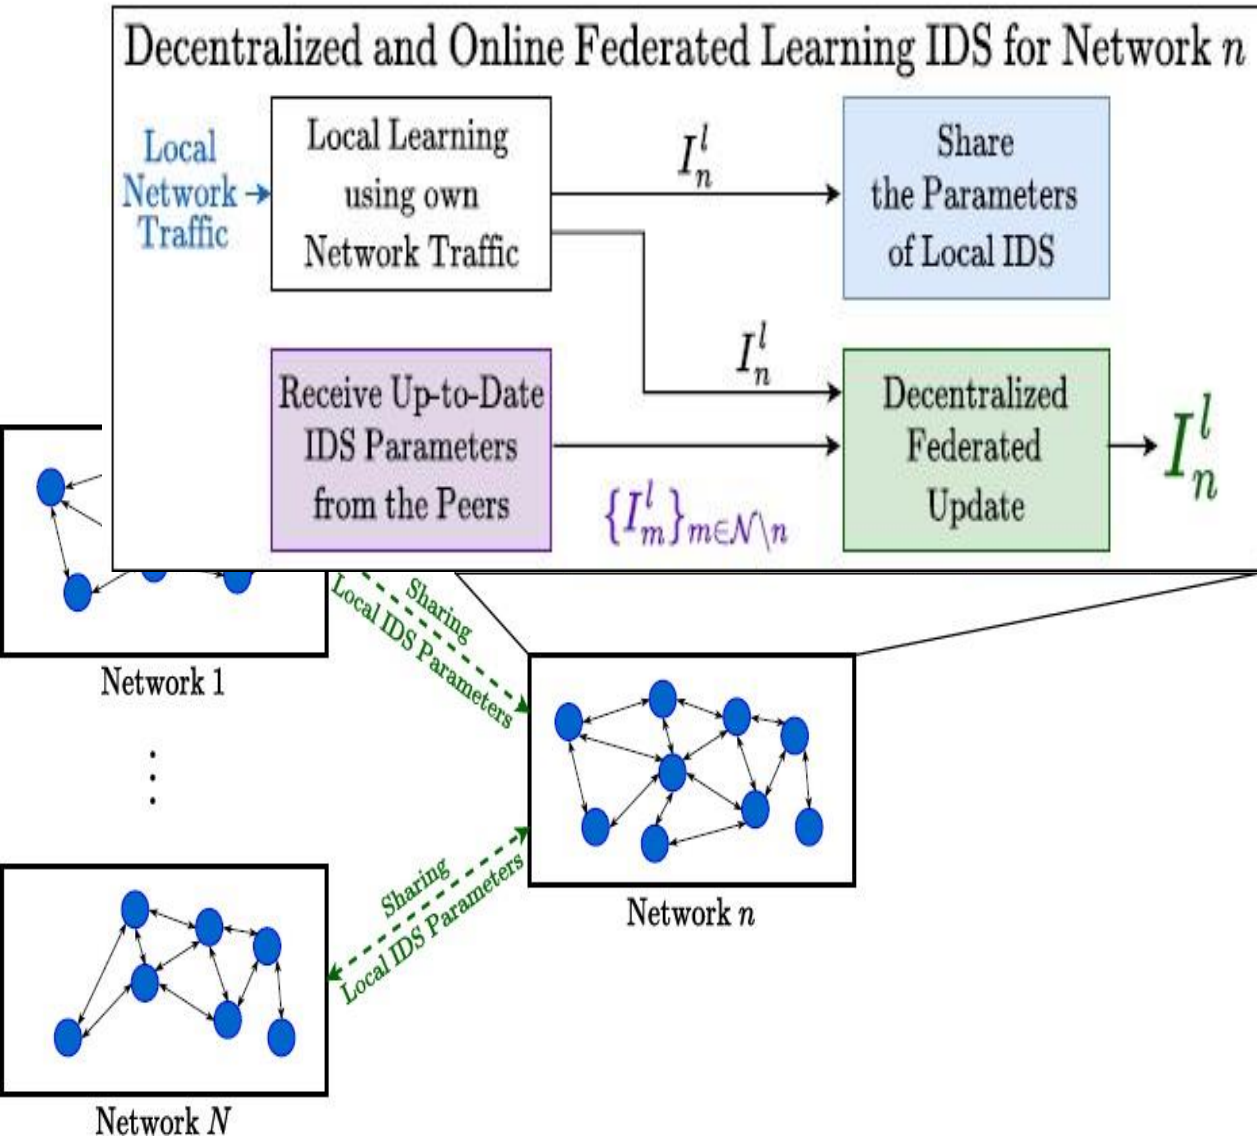 Decentralized and Online Federated Learning IDS for Network n
Local
Network
Traffic
Local Learning
using own
Network Traffic
I_n^l
Share
the Parameters
of Local IDS
I_n^l
Receive Up-to-Date
IDS Parameters
from the Peers
{I_m^l}_{m∈𝒩\n}
Decentralized
Federated
Update
I_n^l
Sharing
Local IDS Parameters
Network 1
⋮
Network n
Sharing
Local IDS Parameters
Network N